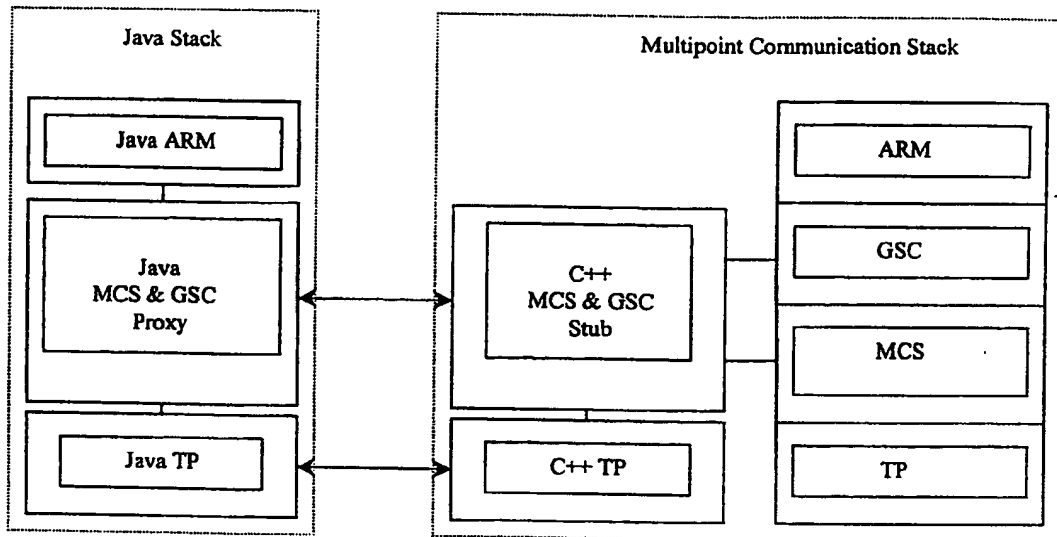 Java Stack
Multipoint Communication Stack
Java ARM
Java
MCS & GSC
Proxy
Java TP
C++
MCS & GSC
Stub
C++ TP
ARM
GSC
MCS
TP